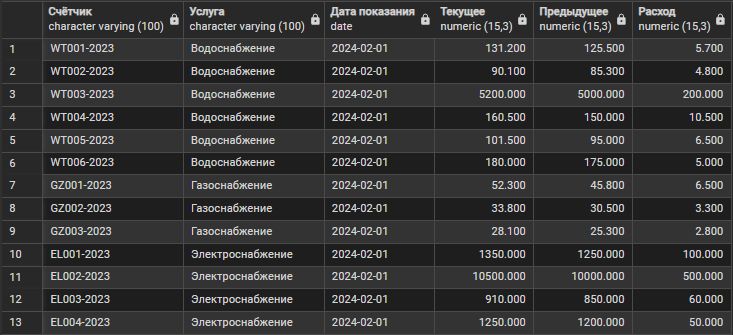 Счётчик Услуга Дата показания Текущее Предыдущее Расход
character varying (100) character varying (100) date numeric (15,3) numeric (15,3) numeric (15,3)
1 WT001-2023 Водоснабжение 2024-02-01 131.200 125.500 5.700
2 WT002-2023 Водоснабжение 2024-02-01 90.100 85.300 4.800
3 WT003-2023 Водоснабжение 2024-02-01 5200.000 5000.000 200.000
4 WT004-2023 Водоснабжение 2024-02-01 160.500 150.000 10.500
5 WT005-2023 Водоснабжение 2024-02-01 101.500 95.000 6.500
6 WT006-2023 Водоснабжение 2024-02-01 180.000 175.000 5.000
7 GZ001-2023 Газоснабжение 2024-02-01 52.300 45.800 6.500
8 GZ002-2023 Газоснабжение 2024-02-01 33.800 30.500 3.300
9 GZ003-2023 Газоснабжение 2024-02-01 28.100 25.300 2.800
10 EL001-2023 Электроснабжение 2024-02-01 1350.000 1250.000 100.000
11 EL002-2023 Электроснабжение 2024-02-01 10500.000 10000.000 500.000
12 EL003-2023 Электроснабжение 2024-02-01 910.000 850.000 60.000
13 EL004-2023 Электроснабжение 2024-02-01 1250.000 1200.000 50.000